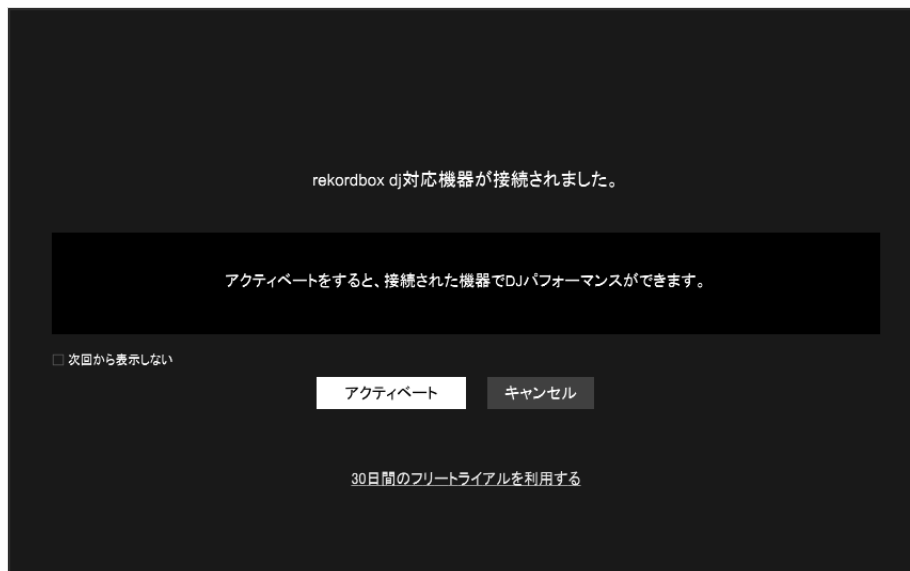 rekordbox dj対応機器が接続されました。
アクティベートをすると、接続された機器でDJパフォーマンスができます。
次回から表示しない
アクティベート
キャンセル
30日間のフリートライアルを利用する